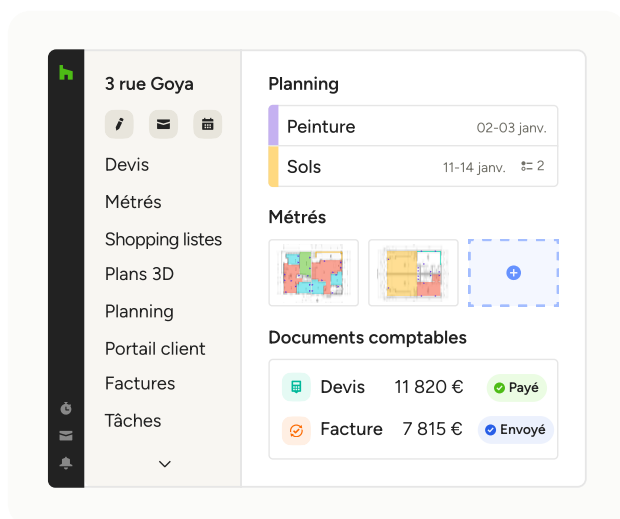 3 rue Goya
Devis
Métrés
Shopping listes
Plans 3D
Planning
Portail client
Factures
Tâches
Planning
Peinture 02-03 janv.
Sols 11-14 janv. 2
Métrés
Documents comptables
Devis 11 820 € Payé
Facture 7 815 € Envoyé